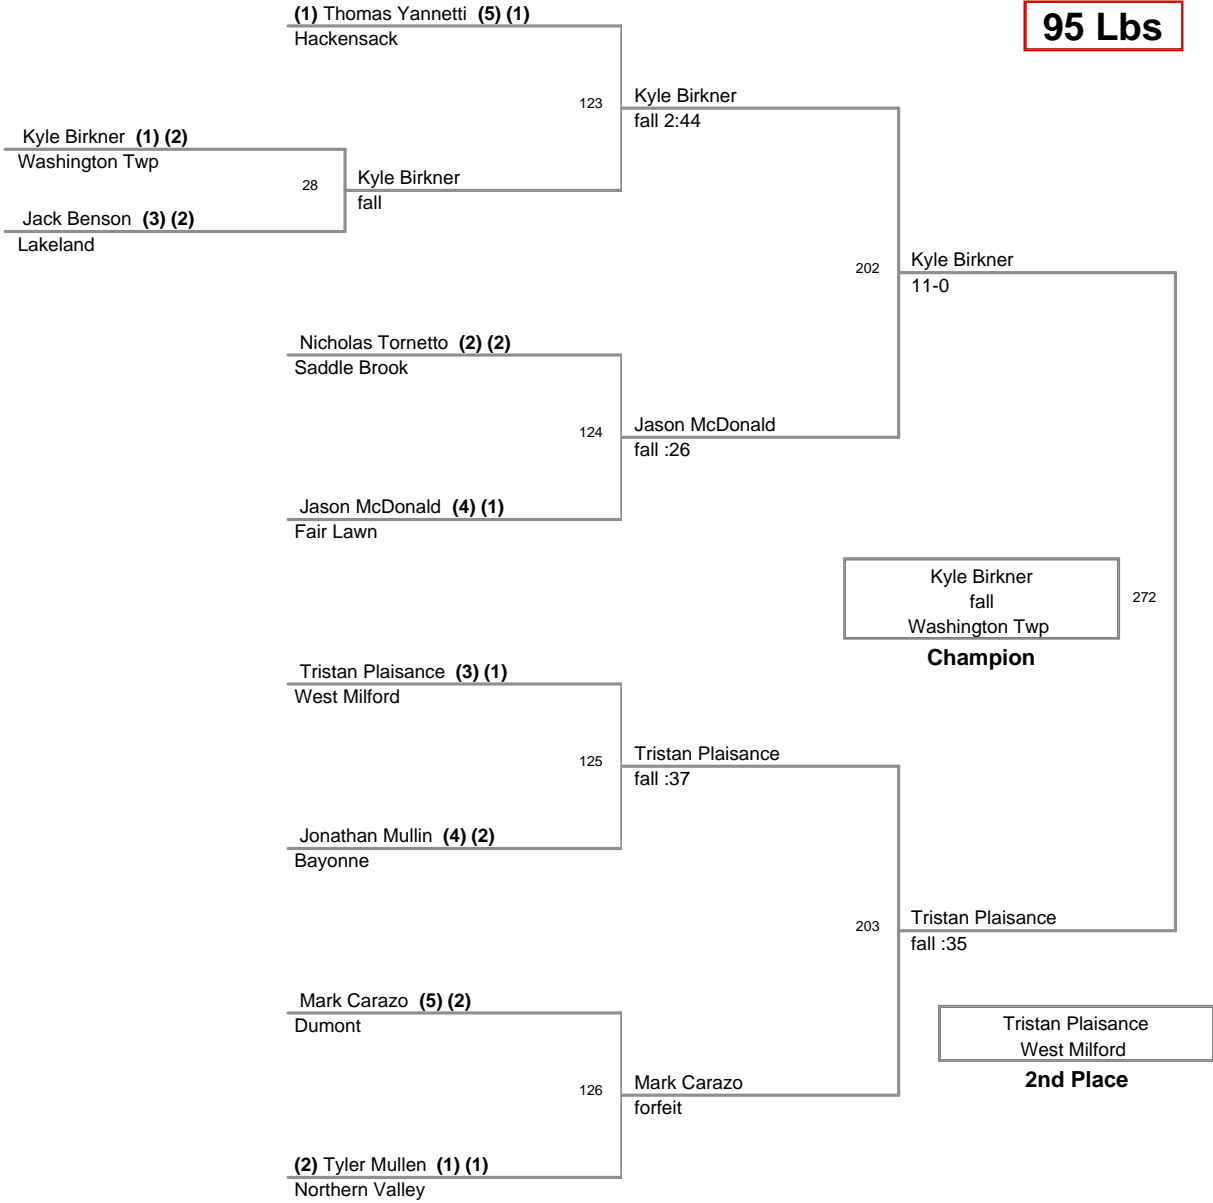 (1) Thomas Yannetti (5) (1)
Hackensack
95 Lbs
123
Kyle Birkner
fall 2:44
Kyle Birkner (1) (2)
Washington Twp
28
Kyle Birkner
fall
Jack Benson (3) (2)
Lakeland
202
Kyle Birkner
11-0
Nicholas Tornetto (2) (2)
Saddle Brook
124
Jason McDonald
fall :26
Jason McDonald (4) (1)
Fair Lawn
Kyle Birkner
fall
Washington Twp
Champion
272
Tristan Plaisance (3) (1)
West Milford
125
Tristan Plaisance
fall :37
Jonathan Mullin (4) (2)
Bayonne
203
Tristan Plaisance
fall :35
Mark Carazo (5) (2)
Dumont
Tristan Plaisance
West Milford
2nd Place
126
Mark Carazo
forfeit
(2) Tyler Mullen (1) (1)
Northern Valley